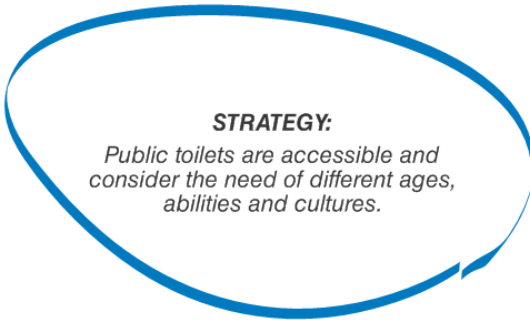 STRATEGY:
Public toilets are accessible and
consider the need of different ages,
abilities and cultures.